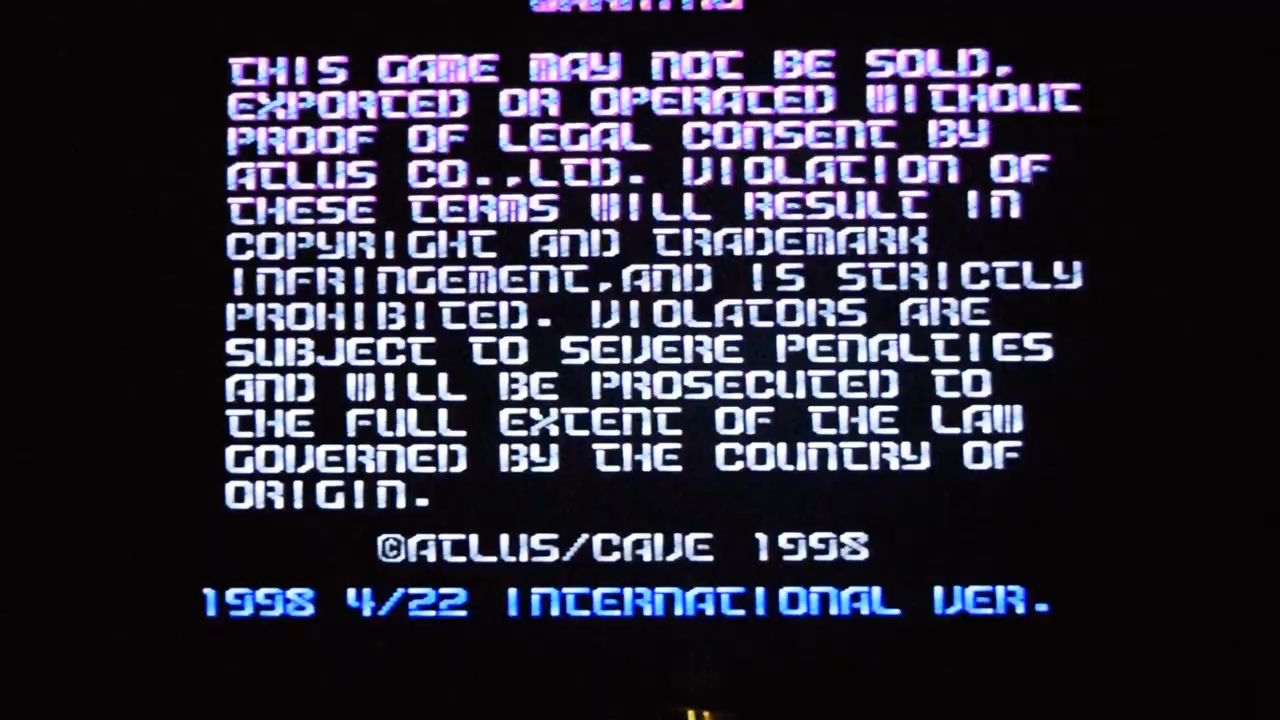 WARNING
THIS GAME MAY NOT BE SOLD,
EXPORTED OR OPERATED WITHOUT
PROOF OF LEGAL CONSENT BY
ATLUS CO.,LTD. VIOLATION OF
THESE TERMS WILL RESULT IN
COPYRIGHT AND TRADEMARK
INFRINGEMENT,AND IS STRICTLY
PROHIBITED. VIOLATORS ARE
SUBJECT TO SEVERE PENALTIES
AND WILL BE PROSECUTED TO
THE FULL EXTENT OF THE LAW
GOVERNED BY THE COUNTRY OF
ORIGIN.
©ATLUS/CAVE 1998
1998 4/22 INTERNATIONAL VER.